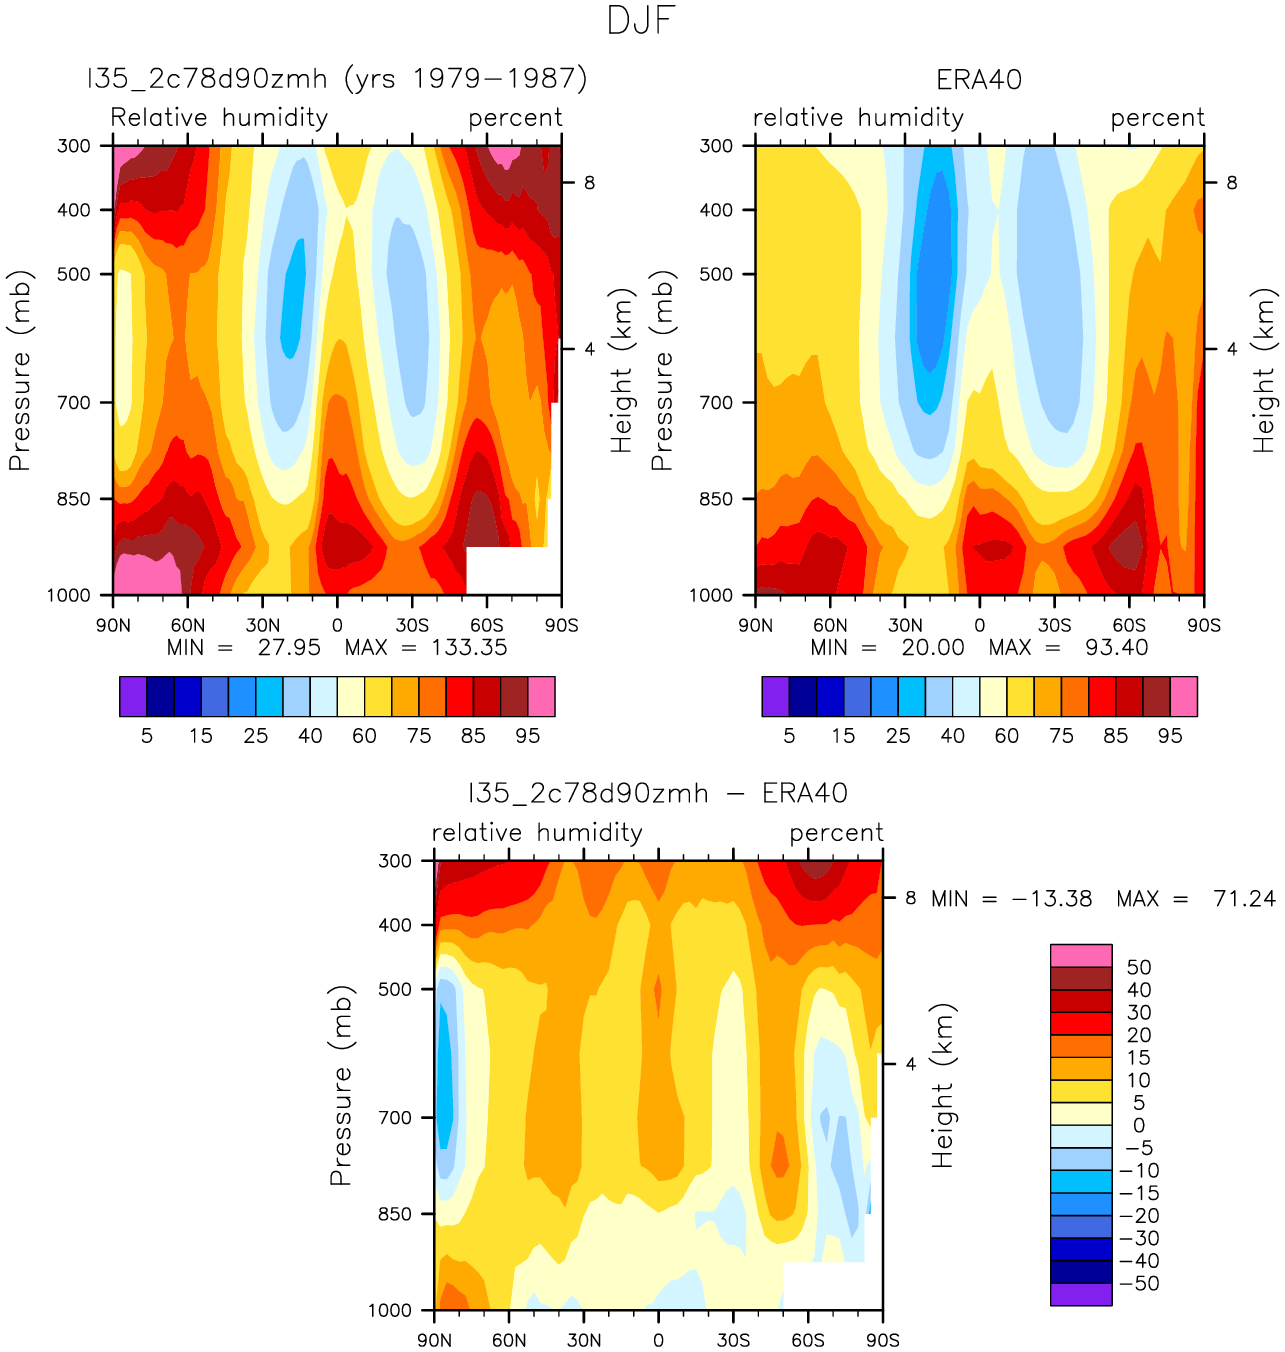 DJF
I35_2c78d90zmh (yrs 1979−1987)
Relative humidity percent
300
400
500
700
850
1000
Pressure (mb)
8
4
Height (km)
90N 60N 30N 0 30S 60S 90S
MIN = 27.95 MAX = 133.35
5 15 25 40 60 75 85 95
ERA40
relative humidity percent
300
400
500
700
850
1000
Pressure (mb)
8
4
Height (km)
90N 60N 30N 0 30S 60S 90S
MIN = 20.00 MAX = 93.40
5 15 25 40 60 75 85 95
I35_2c78d90zmh − ERA40
relative humidity percent
300
400
500
700
850
1000
Pressure (mb)
8
4
Height (km)
90N 60N 30N 0 30S 60S 90S
MIN = −13.38 MAX = 71.24
50
40
30
20
15
10
5
0
−5
−10
−15
−20
−30
−40
−50